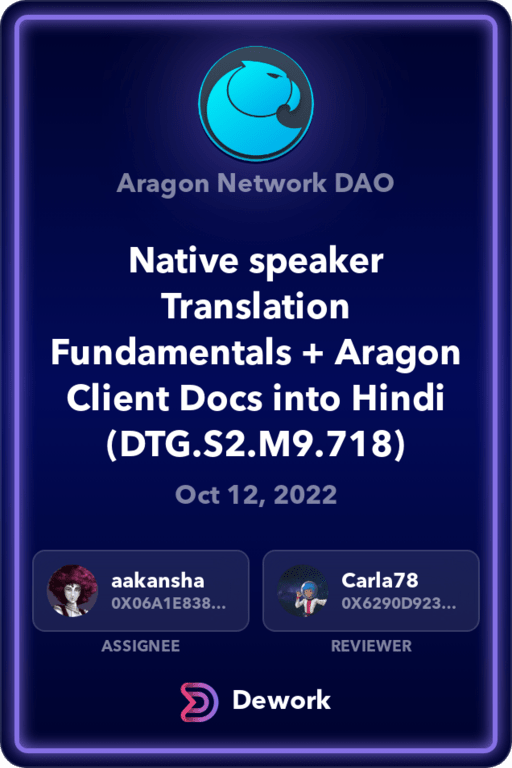 Aragon Network DAO
Native speaker
Translation
Fundamentals + Aragon
Client Docs into Hindi
(DTG.S2.M9.718)
Oct 12, 2022
aakansha
0X06A1E838...
ASSIGNEE
Carla78
0X6290D923...
REVIEWER
Dework